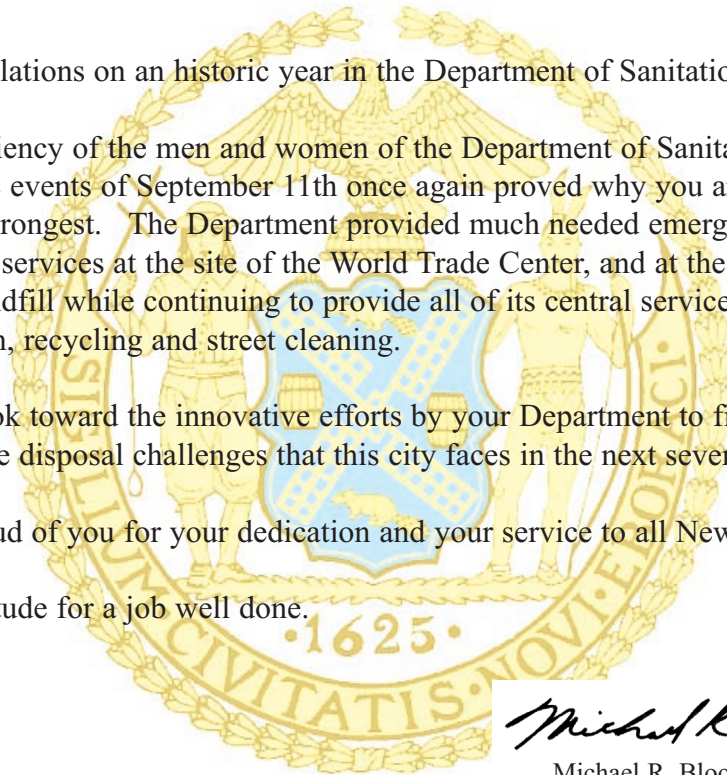 lations on an historic year in the Department of Sanitatio
iency of the men and women of the Department of Sanita
events of September 11th once again proved why you a
rongest. The Department provided much needed emerg
services at the site of the World Trade Center, and at the
dfill while continuing to provide all of its central service
n, recycling and street cleaning.
ok toward the innovative efforts by your Department to f
e disposal challenges that this city faces in the next sever
ud of you for your dedication and your service to all New
tude for a job well done.
SIGILLUM·CIVITATIS·NOVI·EBORACI·
·1625·
Michael R
Michael R. Bloo